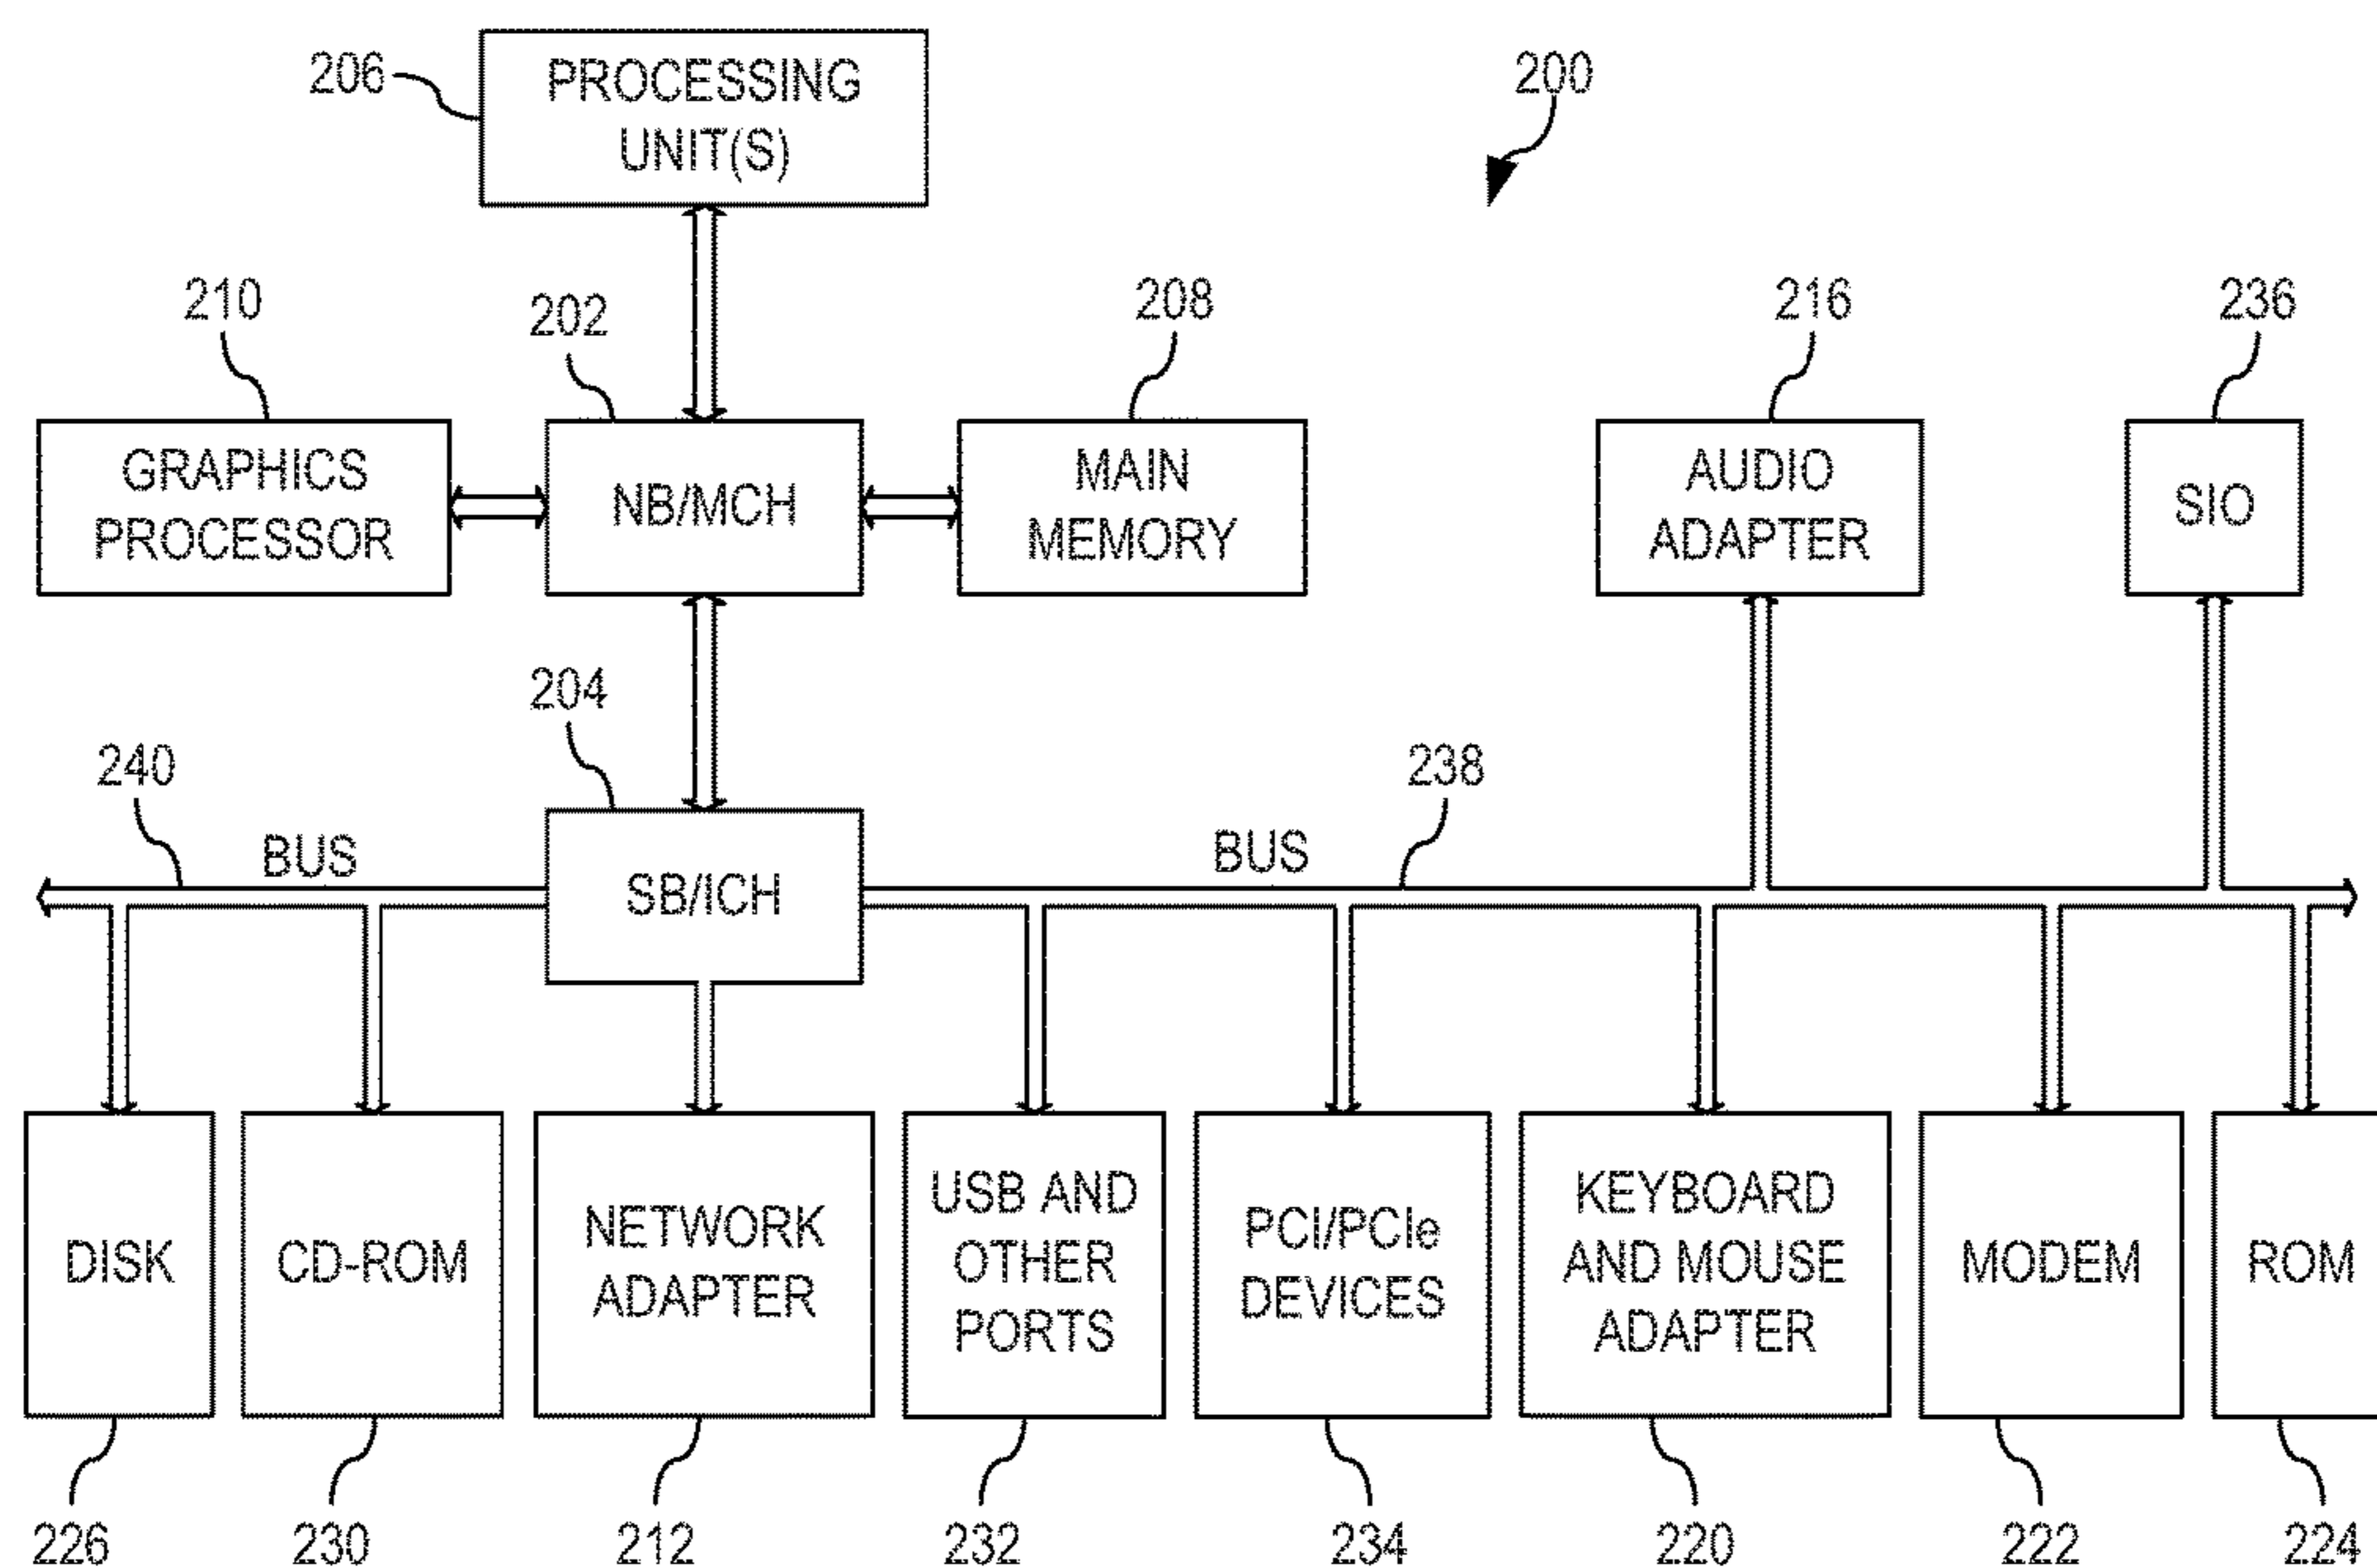 206
PROCESSING
UNIT(S)
200
210
202
208
216
236
GRAPHICS
PROCESSOR
NB/MCH
MAIN
MEMORY
AUDIO
ADAPTER
SIO
204
240
238
BUS
BUS
SB/ICH
DISK
CD-ROM
NETWORK
ADAPTER
USB AND
OTHER
PORTS
PCI/PCIe
DEVICES
KEYBOARD
AND MOUSE
ADAPTER
MODEM
ROM
226
230
212
232
234
220
222
224